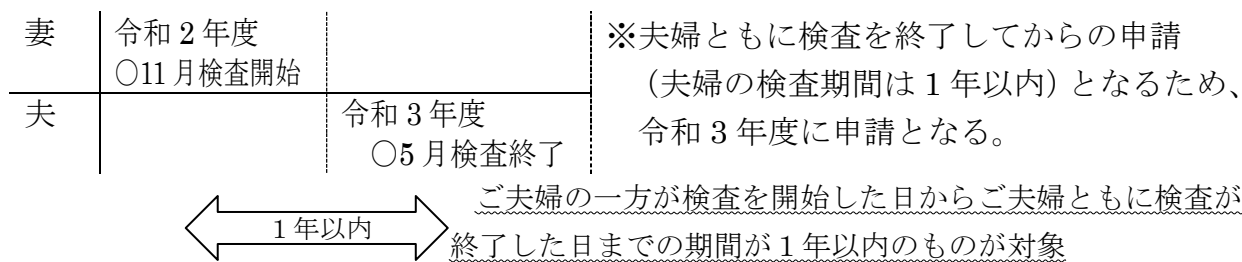 妻 令和2年度 ※夫婦ともに検査を終了してからの申請
○11月検査開始 (夫婦の検査期間は1年以内)となるため、
夫 令和3年度 令和3年度に申請となる。
○5月検査終了
1年以内 ご夫婦の一方が検査を開始した日からご夫婦ともに検査が
終了した日までの期間が1年以内のものが対象